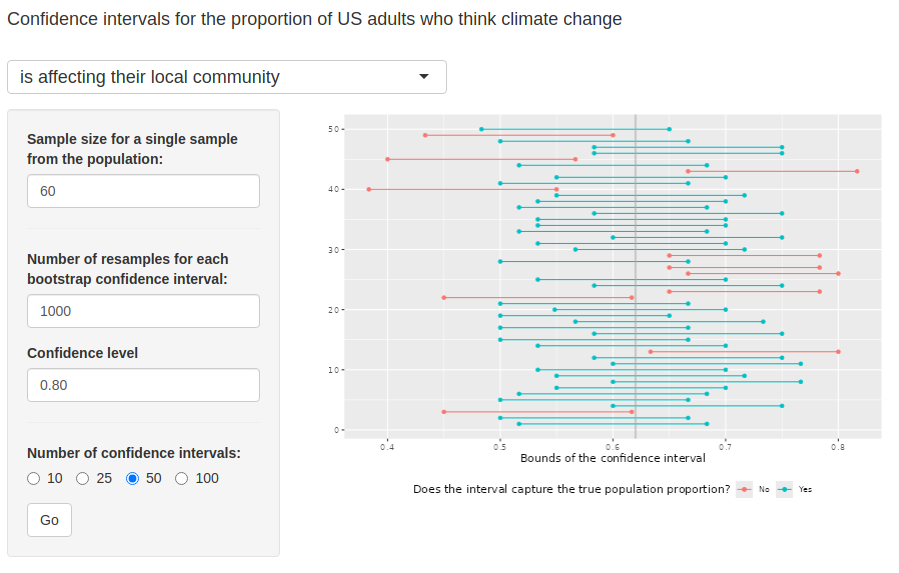 Confidence intervals for the proportion of US adults who think climate change
is affecting their local community
Sample size for a single sample
from the population:
60
Number of resamples for each
bootstrap confidence interval:
1000
Confidence level
0.80
Number of confidence intervals:
10 25 50 100
Go
50
40
30
20
10
0
0.4 0.5 0.6 0.7 0.8
Bounds of the confidence interval
Does the interval capture the true population proportion? No Yes